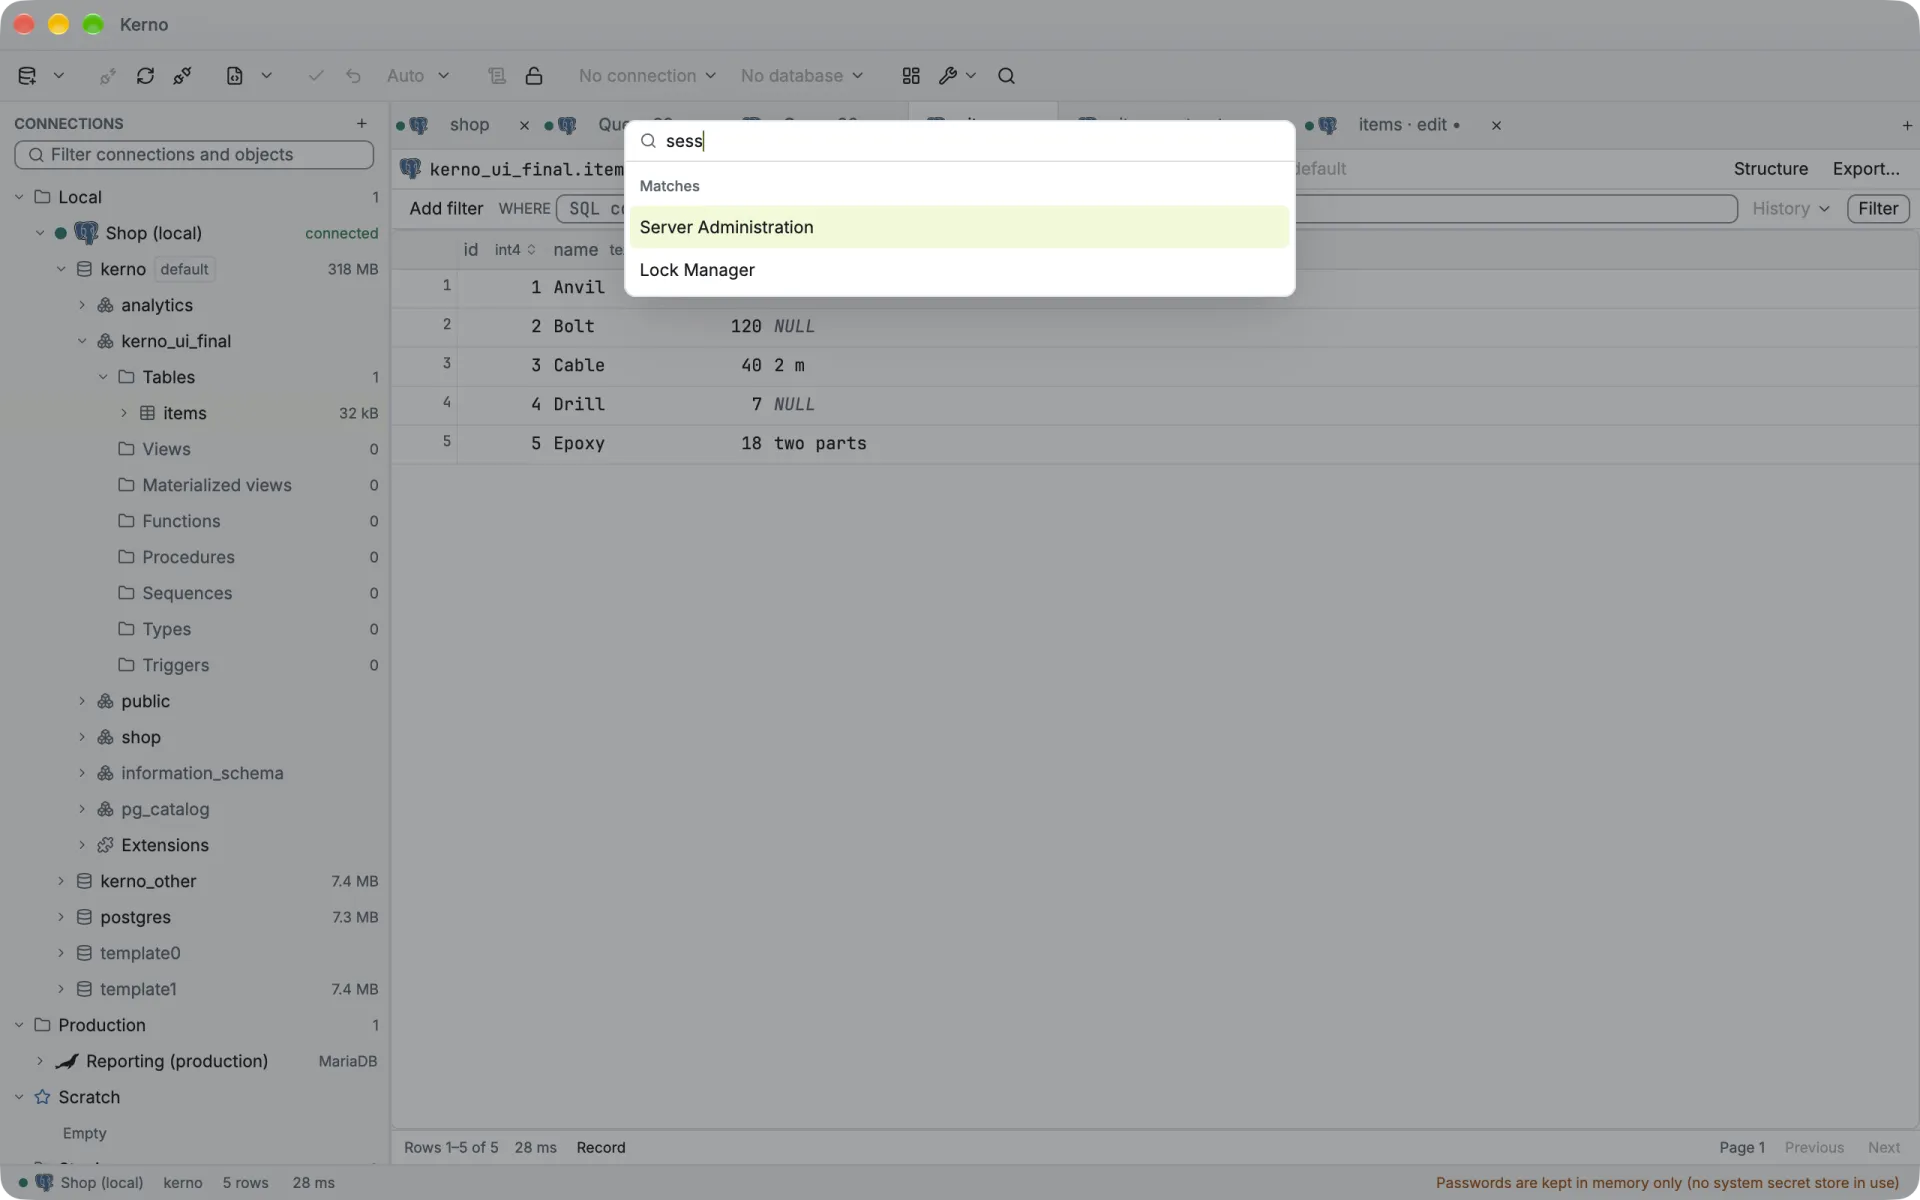 Kerno
Auto
No connection
No database
CONNECTIONS
Filter connections and objects
Local 1
Shop (local) connected
kerno default 318 MB
analytics
kerno_ui_final
Tables 1
items 32 kB
Views 0
Materialized views 0
Functions 0
Procedures 0
Sequences 0
Types 0
Triggers 0
public
shop
information_schema
pg_catalog
Extensions
kerno_other 7.4 MB
postgres 7.3 MB
template0
template1 7.4 MB
Production 1
Reporting (production) MariaDB
Scratch
Empty
shop
items · edit •
sess
Matches
Server Administration
Lock Manager
Structure Export...
Add filter WHERE SQL
History Filter
id int4 name
1 1 Anvil
2 2 Bolt 120 NULL
3 3 Cable 40 2 m
4 4 Drill 7 NULL
5 5 Epoxy 18 two parts
Rows 1–5 of 5 28 ms Record
Page 1 Previous Next
Shop (local) kerno 5 rows 28 ms
Passwords are kept in memory only (no system secret store in use)